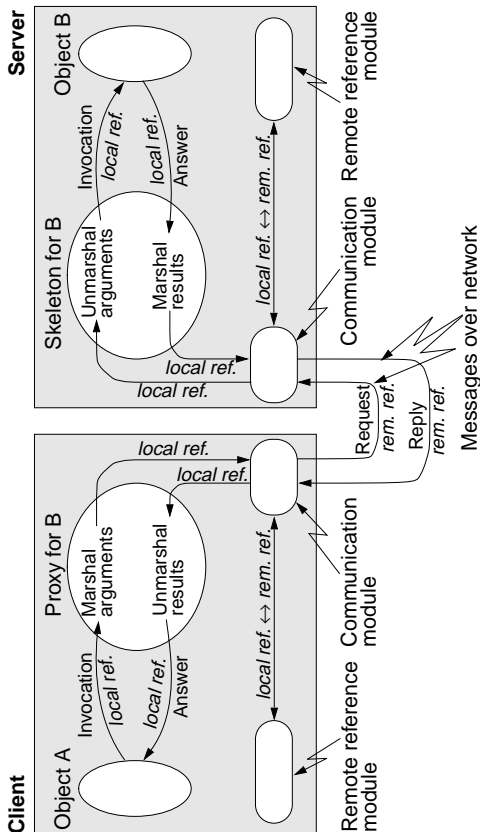 Client
Object A
Invocation
local ref.
local ref.
Answer
Proxy for B
Marshal
arguments
Unmarshal
results
local ref.
local ref.
local ref. ↔ rem. ref.
Remote reference
module
Communication
module
Request
rem. ref.
Reply
rem. ref.
Messages over network
Server
Skeleton for B
Unmarshal
arguments
Marshal
results
local ref.
local ref.
Invocation
local ref.
local ref.
Answer
Object B
local ref. ↔ rem. ref.
Communication
module
Remote reference
module